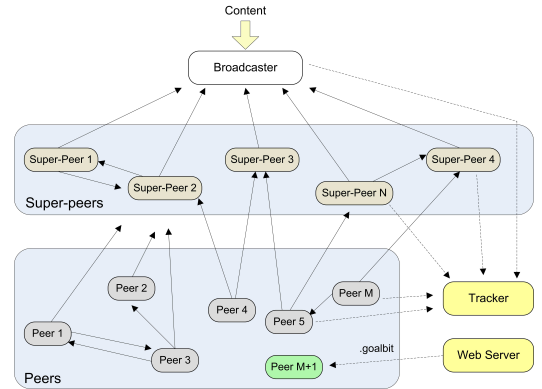 Content
Broadcaster
Super-Peer 1
Super-Peer 2
Super-Peer 3
Super-Peer N
Super-Peer 4
Super-peers
Peer 1
Peer 2
Peer 3
Peer 4
Peer 5
Peer M
Peer M+1
Peers
.goalbit
Tracker
Web Server